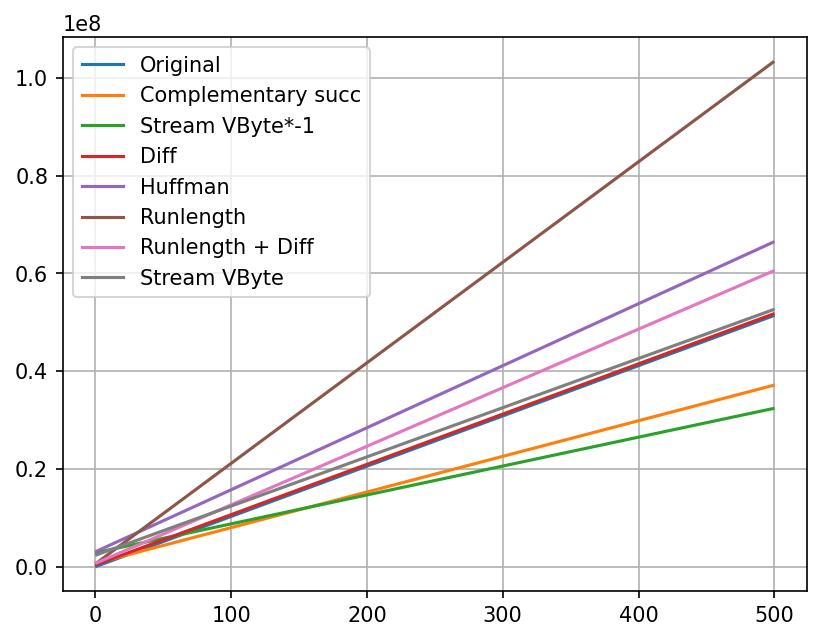 1e8
Original
Complementary succ
Stream VByte*-1
Diff
Huffman
Runlength
Runlength + Diff
Stream VByte
1.0
0.8
0.6
0.4
0.2
0.0
0 100 200 300 400 500